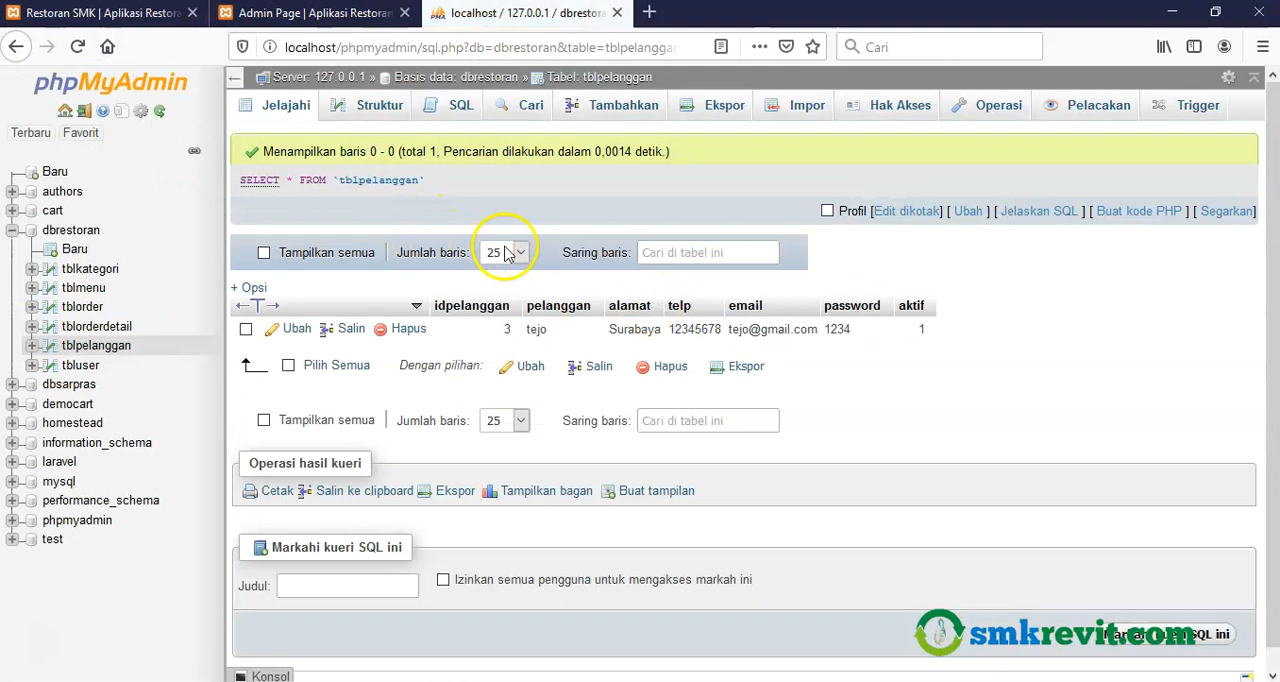 Restoran SMK | Aplikasi Restora
Admin Page | Aplikasi Restoran
localhost / 127.0.0.1 / dbrestora
localhost/phpmyadmin/sql.php?db=dbrestoran&table=tblpelangga
Cari
phpMyAdmin
Terbaru Favorit
Baru
authors
cart
dbrestoran
Baru
tblkategori
tblmenu
tblorder
tblorderdetail
tblpelanggan
tbluser
dbsarpras
democart
homestead
information_schema
laravel
mysql
performance_schema
phpmyadmin
test
Server: 127.0.0.1 » Basis data: dbrestoran » Tabel: tblpelanggan
Jelajahi Struktur SQL Cari Tambahkan Ekspor Impor Hak Akses Operasi Pelacakan Trigger
Menampilkan baris 0 - 0 (total 1, Pencarian dilakukan dalam 0,0014 detik.)
SELECT * FROM `tblpelanggan`
Profil [Edit dikotak] [ Ubah ] [ Jelaskan SQL ] [ Buat kode PHP ] [ Segarkan]
Tampilkan semua Jumlah baris: 25 Saring baris: Cari di tabel ini
+ Opsi
←T→ idpelanggan pelanggan alamat telp email password aktif
Ubah Salin Hapus 3 tejo Surabaya 12345678 tejo@gmail.com 1234 1
Pilih Semua Dengan pilihan: Ubah Salin Hapus Ekspor
Tampilkan semua Jumlah baris: 25 Saring baris: Cari di tabel ini
Operasi hasil kueri
Cetak Salin ke clipboard Ekspor Tampilkan bagan Buat tampilan
Markahi kueri SQL ini
Judul: Izinkan semua pengguna untuk mengakses markah ini
smkrevit.com
SQL ini
Konsol